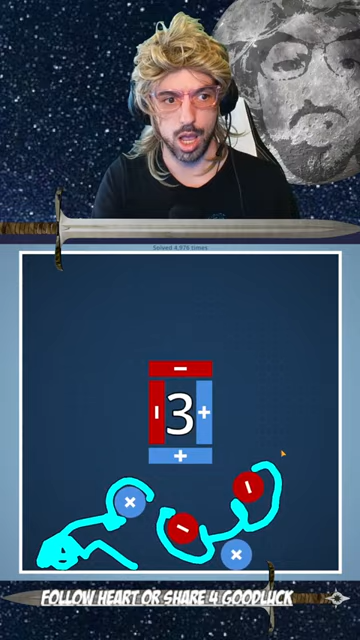 Solved 4,976 times
−
− 3 +
+
×
−
−
×
FOLLOW HEART OR SHARE 4 GOODLUCK